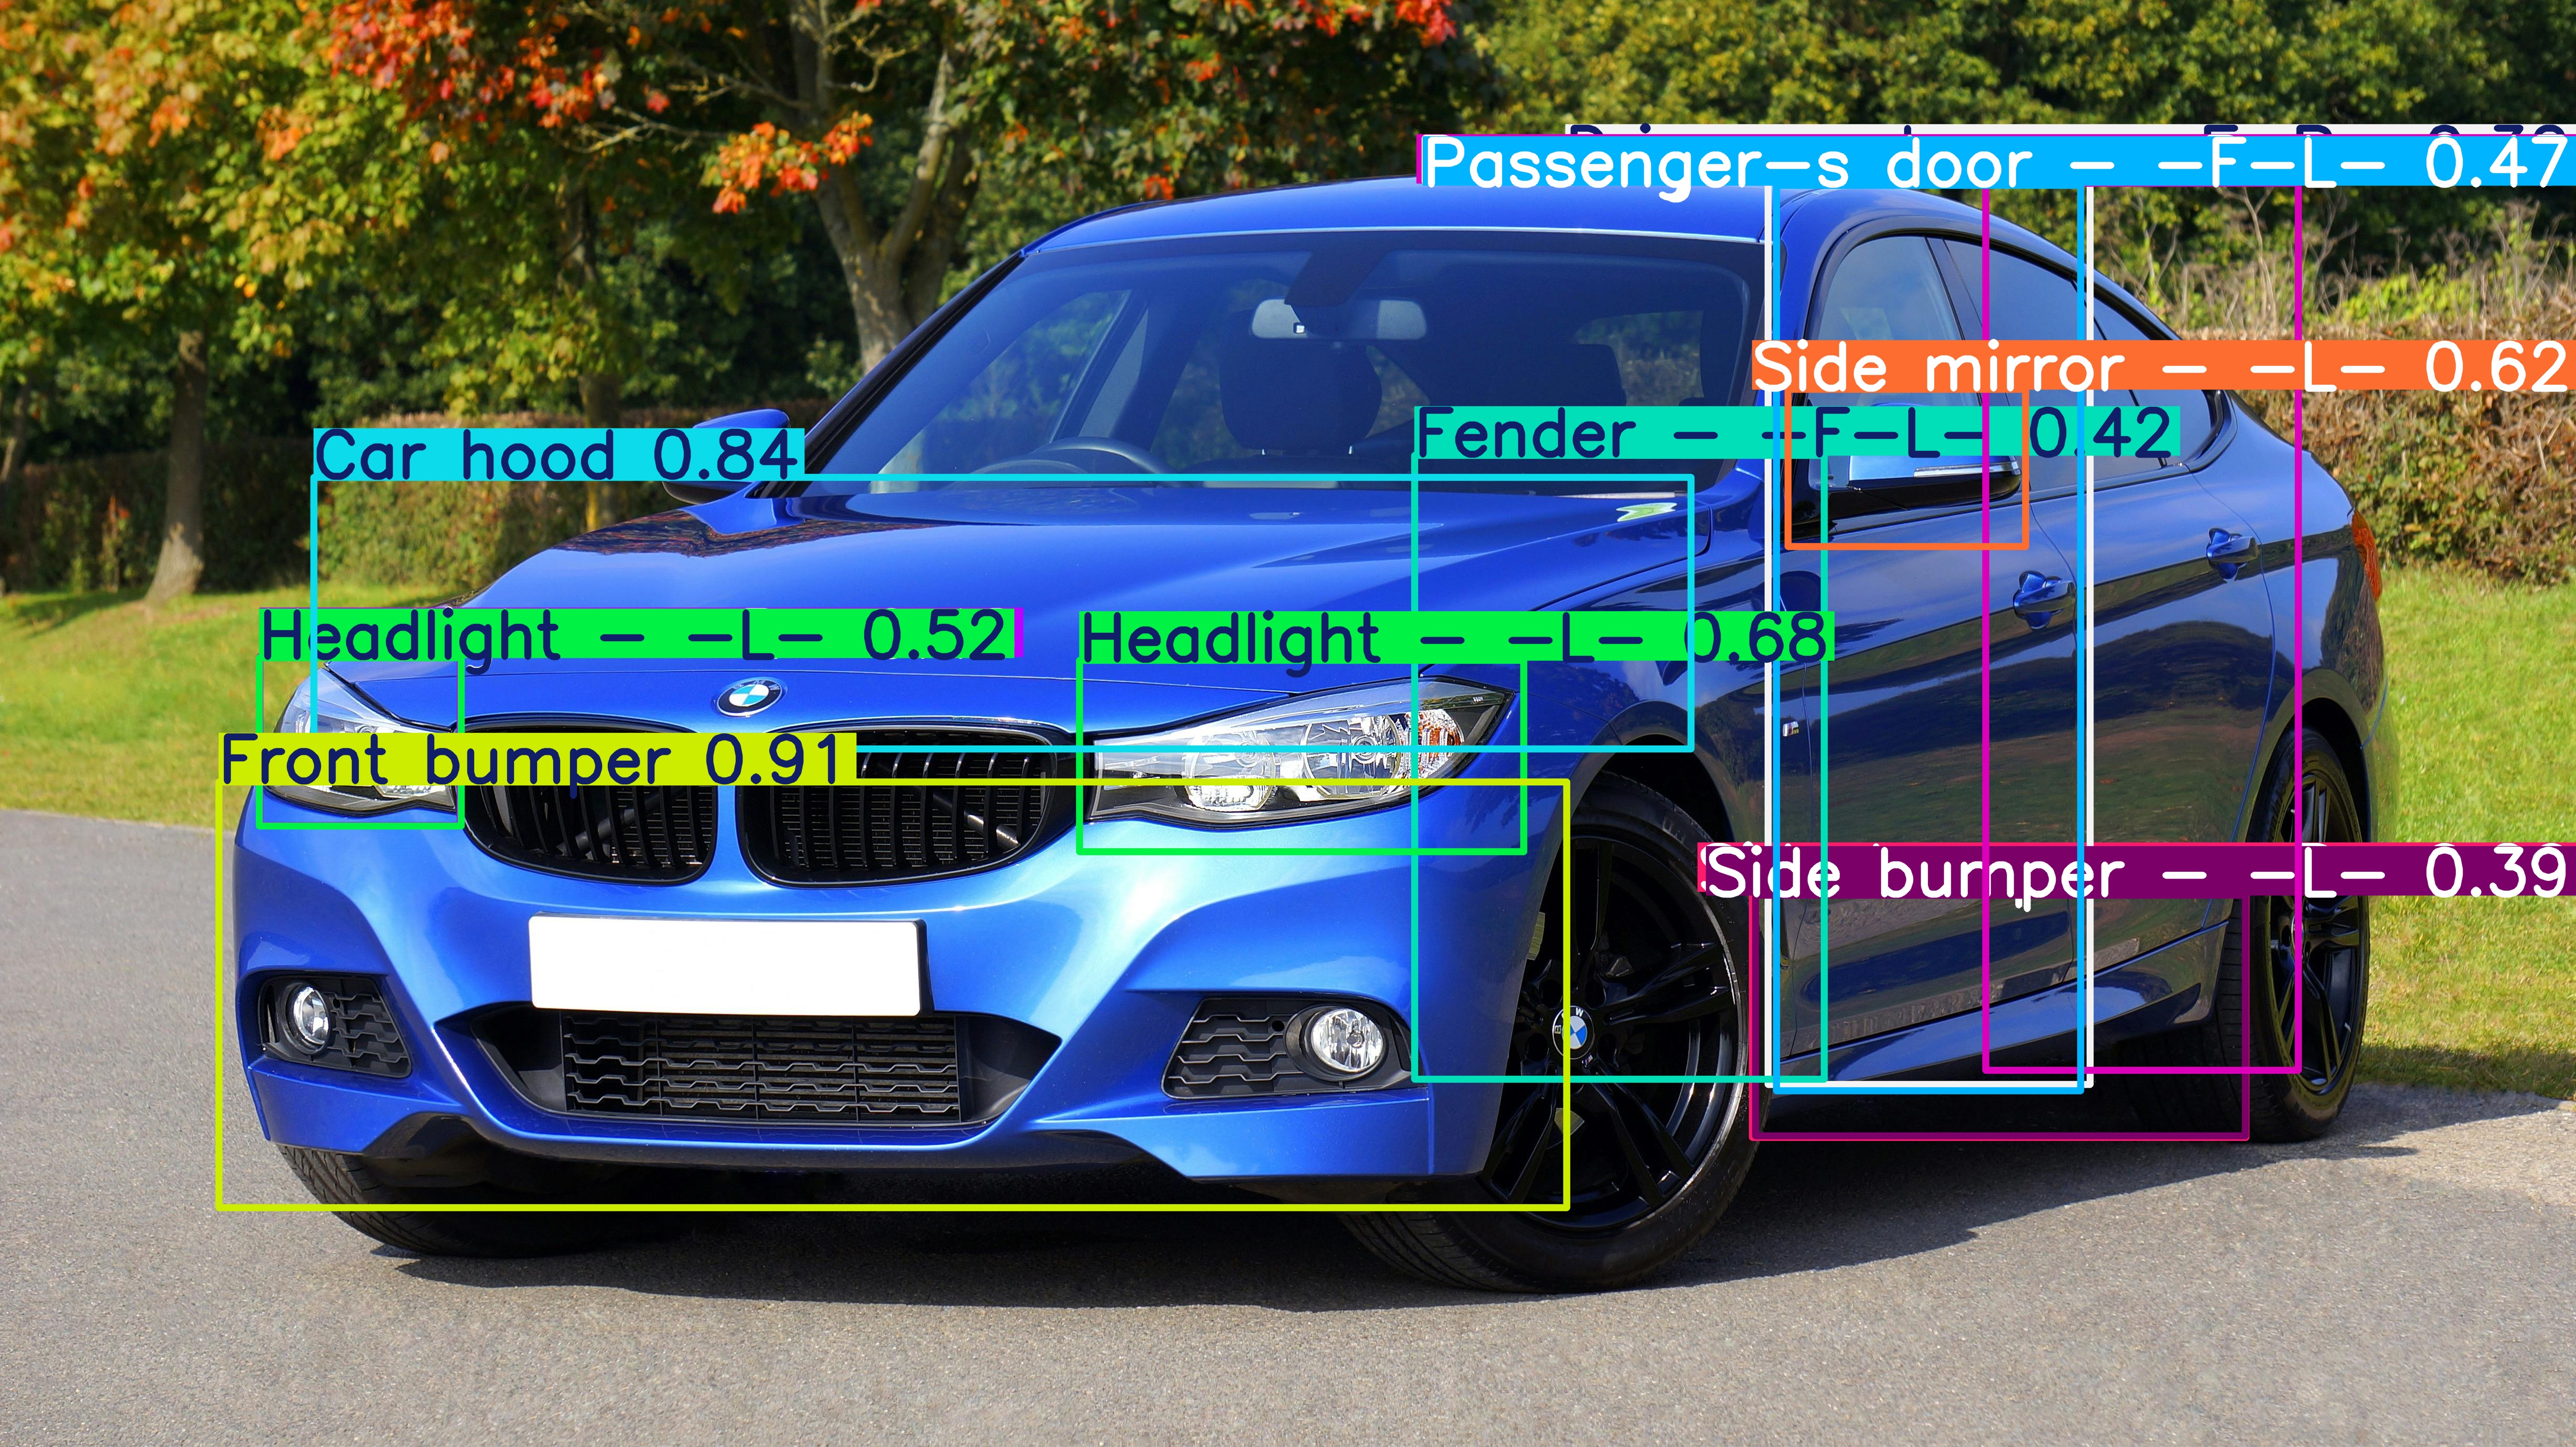 Passenger-s door - -F-L- 0.47
Side mirror - -L- 0.62
Fender - -F-L- 0.42
Car hood 0.84
Headlight - -L- 0.52
Headlight - -L- 0.68
Front bumper 0.91
Side bumper - -L- 0.39